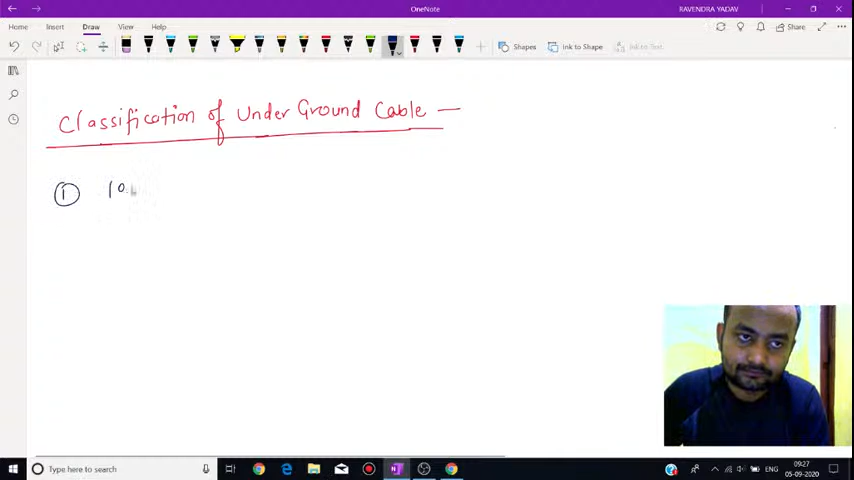 OneNote
RAVENDRA YADAV
Home Insert Draw View Help
Share
Shapes Ink to Shape Ink to Text
Classification of Under Ground Cable —
① lo
Type here to search
ENG
09:27
05-09-2020